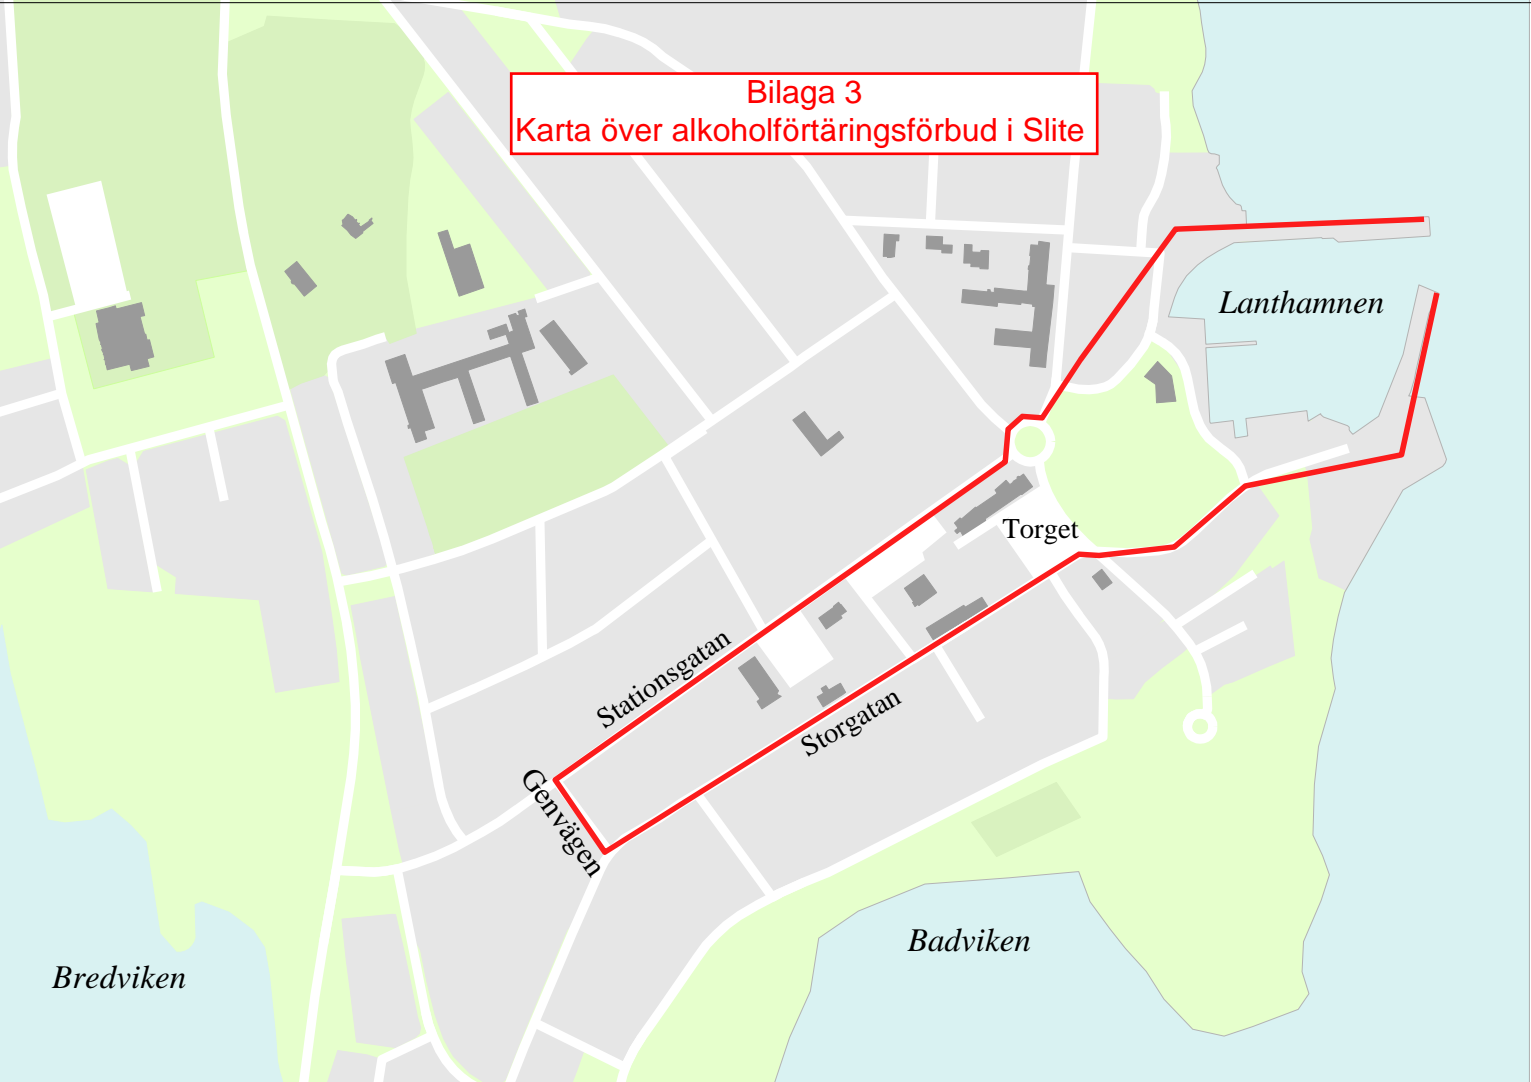 Bilaga 3
Karta över alkoholförtäringsförbud i Slite
Lanthamnen
Torget
Stationsgatan
Storgatan
Genvägen
Badviken
Bredviken